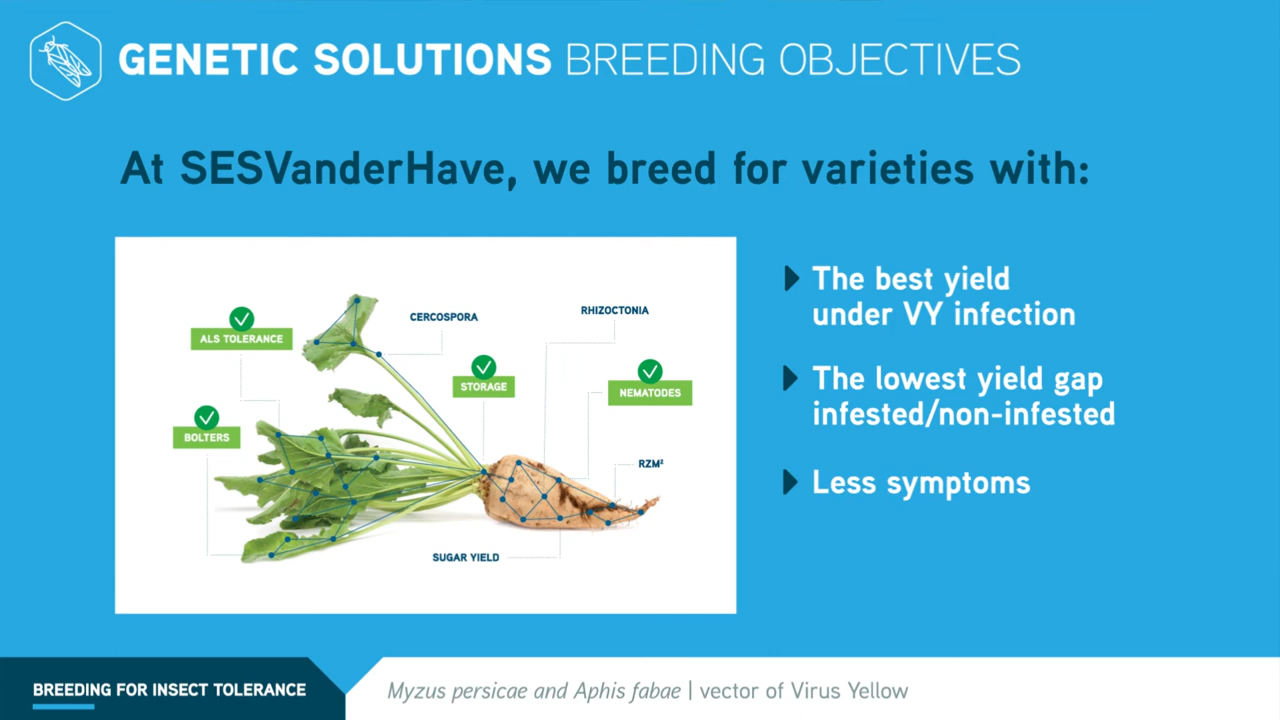 GENETIC SOLUTIONS BREEDING OBJECTIVES
At SESVanderHave, we breed for varieties with:
ALS TOLERANCE
CERCOSPORA
RHIZOCTONIA
STORAGE
NEMATODES
BOLTERS
RZM²
SUGAR YIELD
The best yield
under VY infection
The lowest yield gap
infested/non-infested
Less symptoms
BREEDING FOR INSECT TOLERANCE
Myzus persicae and Aphis fabae | vector of Virus Yellow